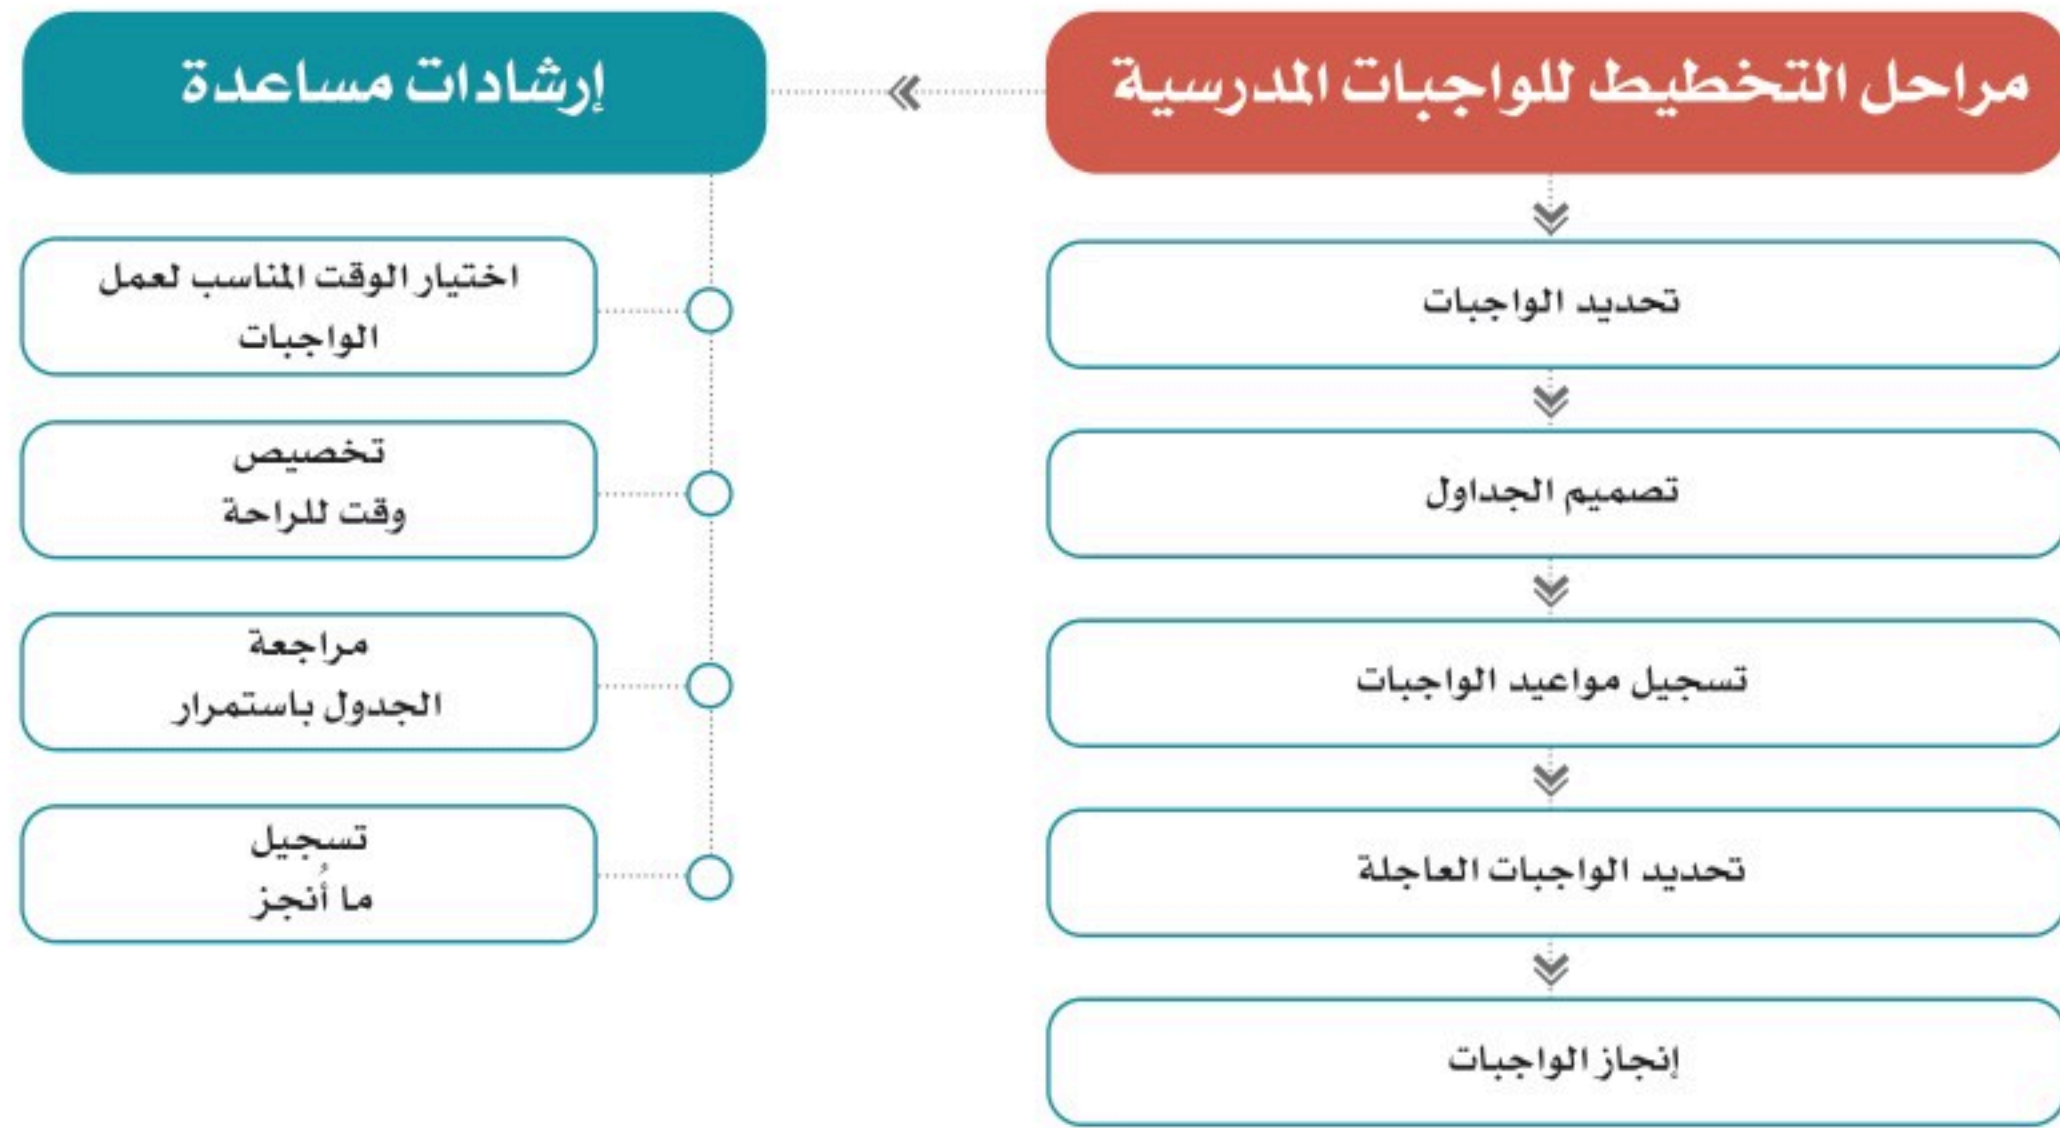 مراحل التخطيط للواجبات المدرسية
تحديد الواجبات
تصميم الجداول
تسجيل مواعيد الواجبات
تحديد الواجبات العاجلة
إنجاز الواجبات
إرشادات مساعدة
اختيار الوقت المناسب لعمل
الواجبات
تخصيص
وقت للراحة
مراجعة
الجدول باستمرار
تسجيل
ما أُنجز